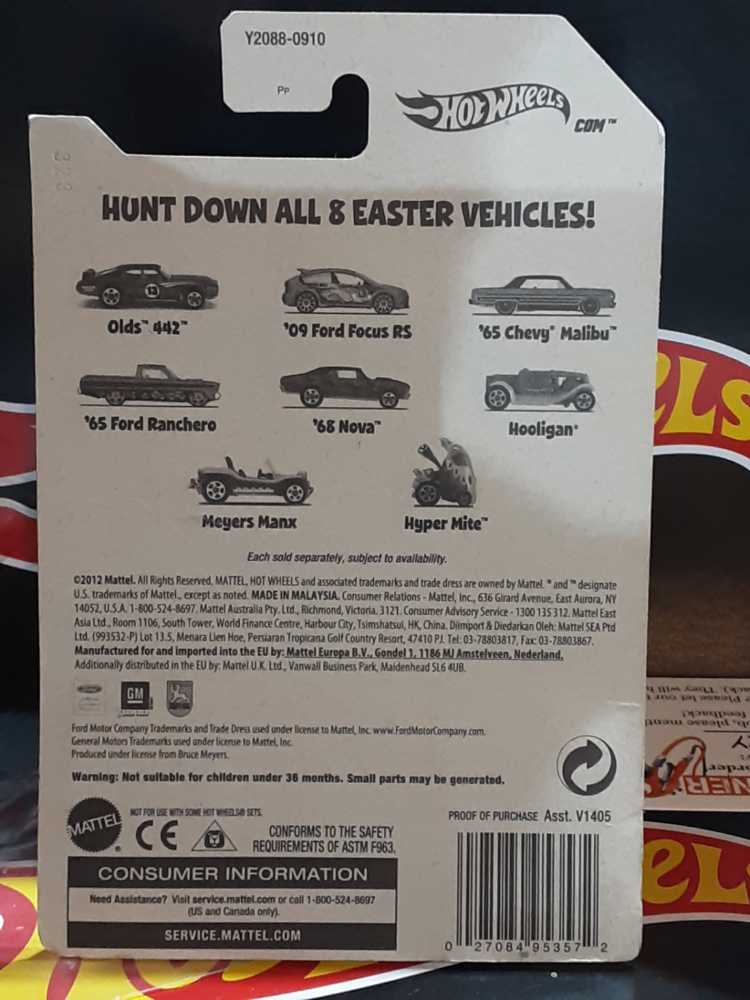 Y2088-0910
Pp
Hot Wheels
COM™
323
HUNT DOWN ALL 8 EASTER VEHICLES!
Olds™ 442™
'09 Ford Focus RS
'65 Chevy® Malibu™
'65 Ford Ranchero
'68 Nova™
Hooligan®
Meyers Manx
Hyper Mite™
Each sold separately, subject to availability.
©2012 Mattel. All Rights Reserved. MATTEL, HOT WHEELS and associated trademarks and trade dress are owned by Mattel. ® and ™ designate
U.S. trademarks of Mattel., except as noted. MADE IN MALAYSIA. Consumer Relations - Mattel, Inc., 636 Girard Avenue, East Aurora, NY
14052, U.S.A. 1-800-524-8697. Mattel Australia Pty. Ltd., Richmond, Victoria. 3121. Consumer Advisory Service - 1300 135 312. Mattel East
Asia Ltd., Room 1106, South Tower, World Finance Centre, Harbour City, Tsimshatsui, HK, China. Diimport & Diedarkan Oleh: Mattel SEA Ptd
Ltd. (993532-P) Lot 13.5, Menara Lien Hoe, Persiaran Tropicana Golf Country Resort, 47410 PJ. Tel: 03-78803817, Fax: 03-78803867.
Manufactured for and imported into the EU by: Mattel Europa B.V., Gondel 1, 1186 MJ Amstelveen, Nederland.
Additionally distributed in the EU by: Mattel U.K. Ltd., Vanwall Business Park, Maidenhead SL6 4UB.
GM
Ford Motor Company Trademarks and Trade Dress used under license to Mattel, Inc. www.FordMotorCompany.com.
General Motors Trademarks used under license to Mattel, Inc.
Produced under license from Bruce Meyers.
Warning: Not suitable for children under 36 months. Small parts may be generated.
MATTEL
NOT FOR USE WITH SOME HOT WHEELS® SETS.
CE
CONFORMS TO THE SAFETY
REQUIREMENTS OF ASTM F963.
PROOF OF PURCHASE Asst. V1405
CONSUMER INFORMATION
Need Assistance? Visit service.mattel.com or call 1-800-524-8697
(US and Canada only).
SERVICE.MATTEL.COM
0 27084 95357 2